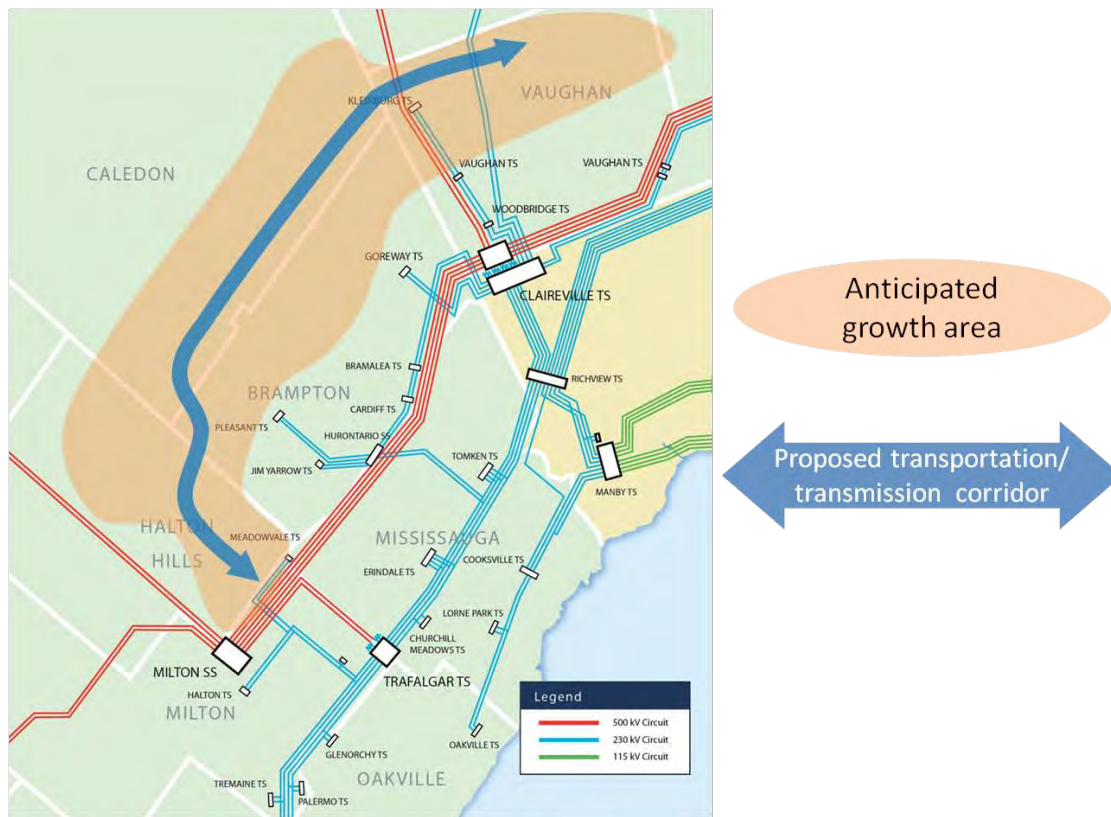 VAUGHAN
KLEINBURG TS
VAUGHAN TS
VAUGHAN TS
CALEDON
WOODBRIDGE TS
GOREWAY TS
CLAIREVILLE TS
Anticipated
growth area
BRAMALEA TS
RICHVIEW TS
BRAMPTON
CARDIFF TS
PLEASANT TS
HURONTARIO SS
TOMKEN TS
JIM YARROW TS
Proposed transportation/
transmission corridor
MANBY TS
HALTON
HILLS
MEADOWVALE TS
MISSISSAUGA
COOKSVILLE TS
ERINDALE TS
LORNE PARK TS
CHURCHILL
MEADOWS TS
MILTON SS
TRAFALGAR TS
HALTON TS
MILTON
Legend
500 kV Circuit
230 kV Circuit
115 kV Circuit
OAKVILLE TS
GLENORCHY TS
OAKVILLE
TREMAINE TS
PALERMO TS